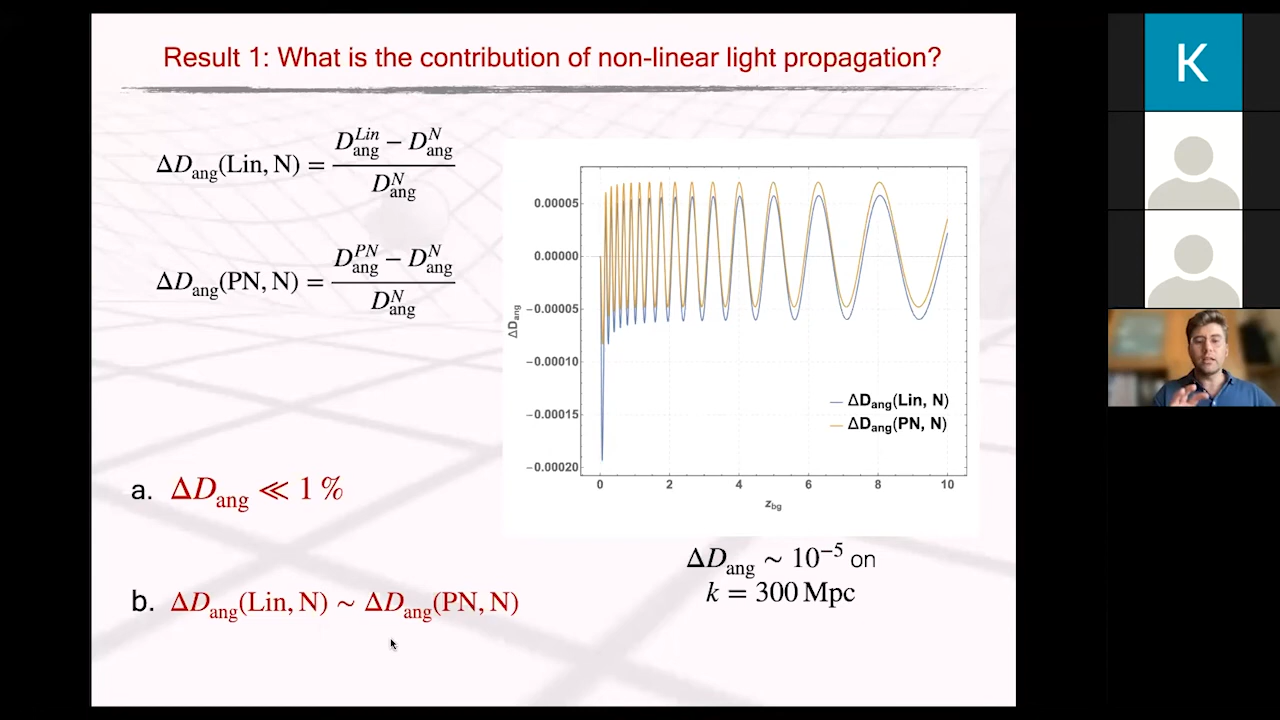 Result 1: What is the contribution of non-linear light propagation?
ΔD_ang(Lin, N) = (D_ang^Lin − D_ang^N) / D_ang^N
ΔD_ang(PN, N) = (D_ang^PN − D_ang^N) / D_ang^N
a. ΔD_ang ≪ 1 %
b. ΔD_ang(Lin, N) ∼ ΔD_ang(PN, N)
ΔD_ang
0.00005
0.00000
−0.00005
−0.00010
−0.00015
−0.00020
0 2 4 6 8 10
z_bg
ΔD_ang(Lin, N)
ΔD_ang(PN, N)
ΔD_ang ∼ 10^−5 on
k = 300 Mpc
K